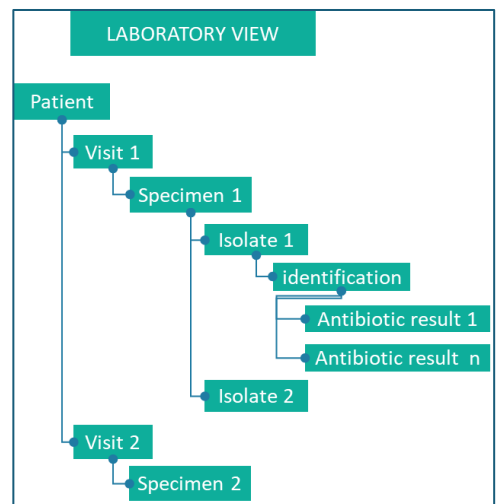 LABORATORY VIEW
Patient
Visit 1
Specimen 1
Isolate 1
identification
Antibiotic result 1
Antibiotic result n
Isolate 2
Visit 2
Specimen 2